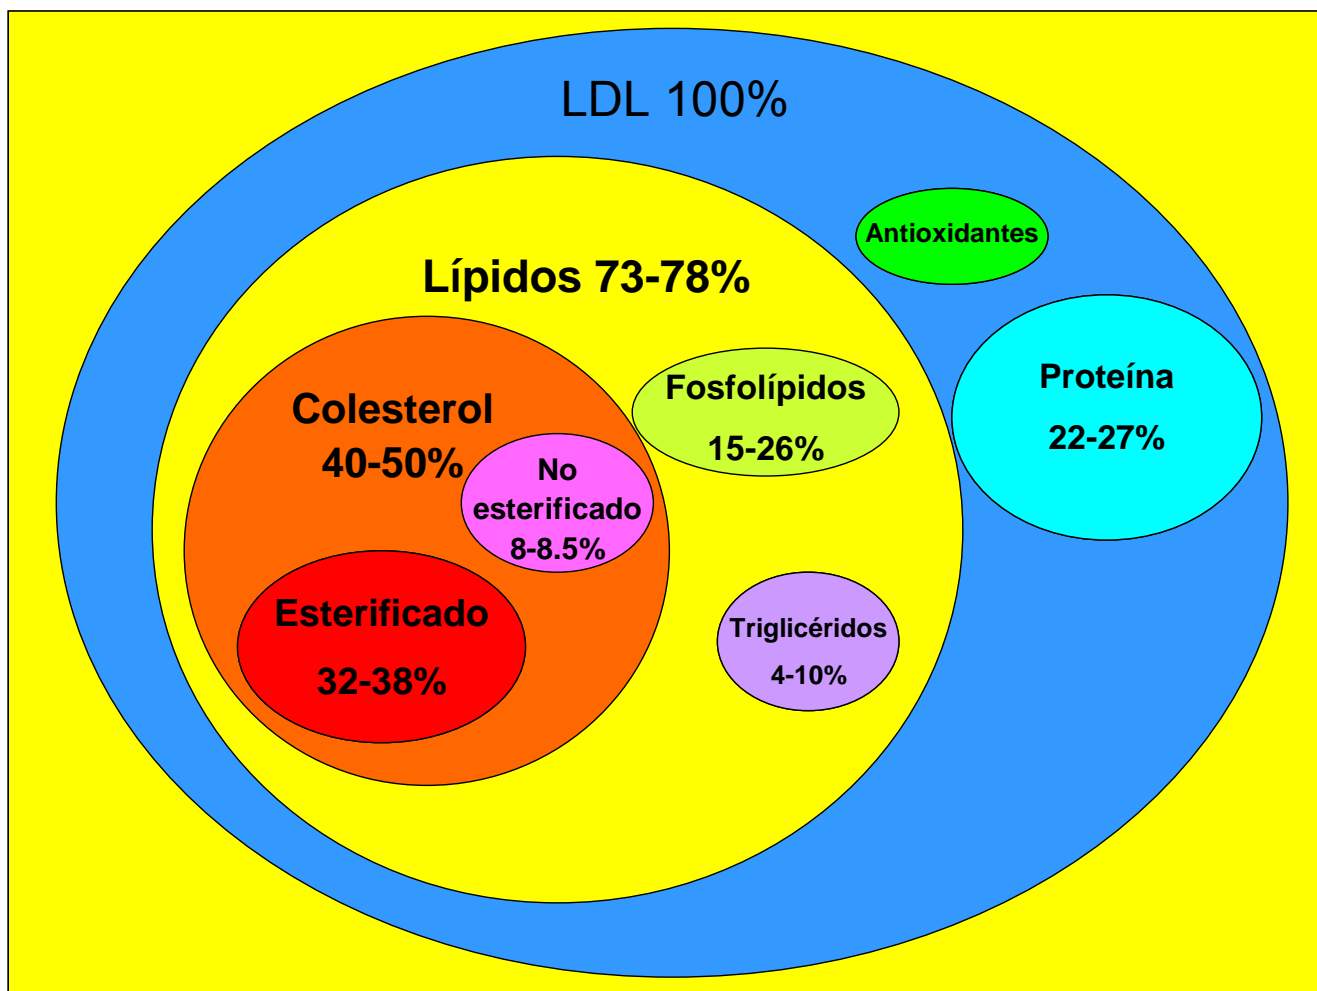 LDL 100%
Antioxidantes
Lípidos 73-78%
Proteína
22-27%
Fosfolípidos
15-26%
Colesterol
40-50%
No
esterificado
8-8.5%
Esterificado
32-38%
Triglicéridos
4-10%